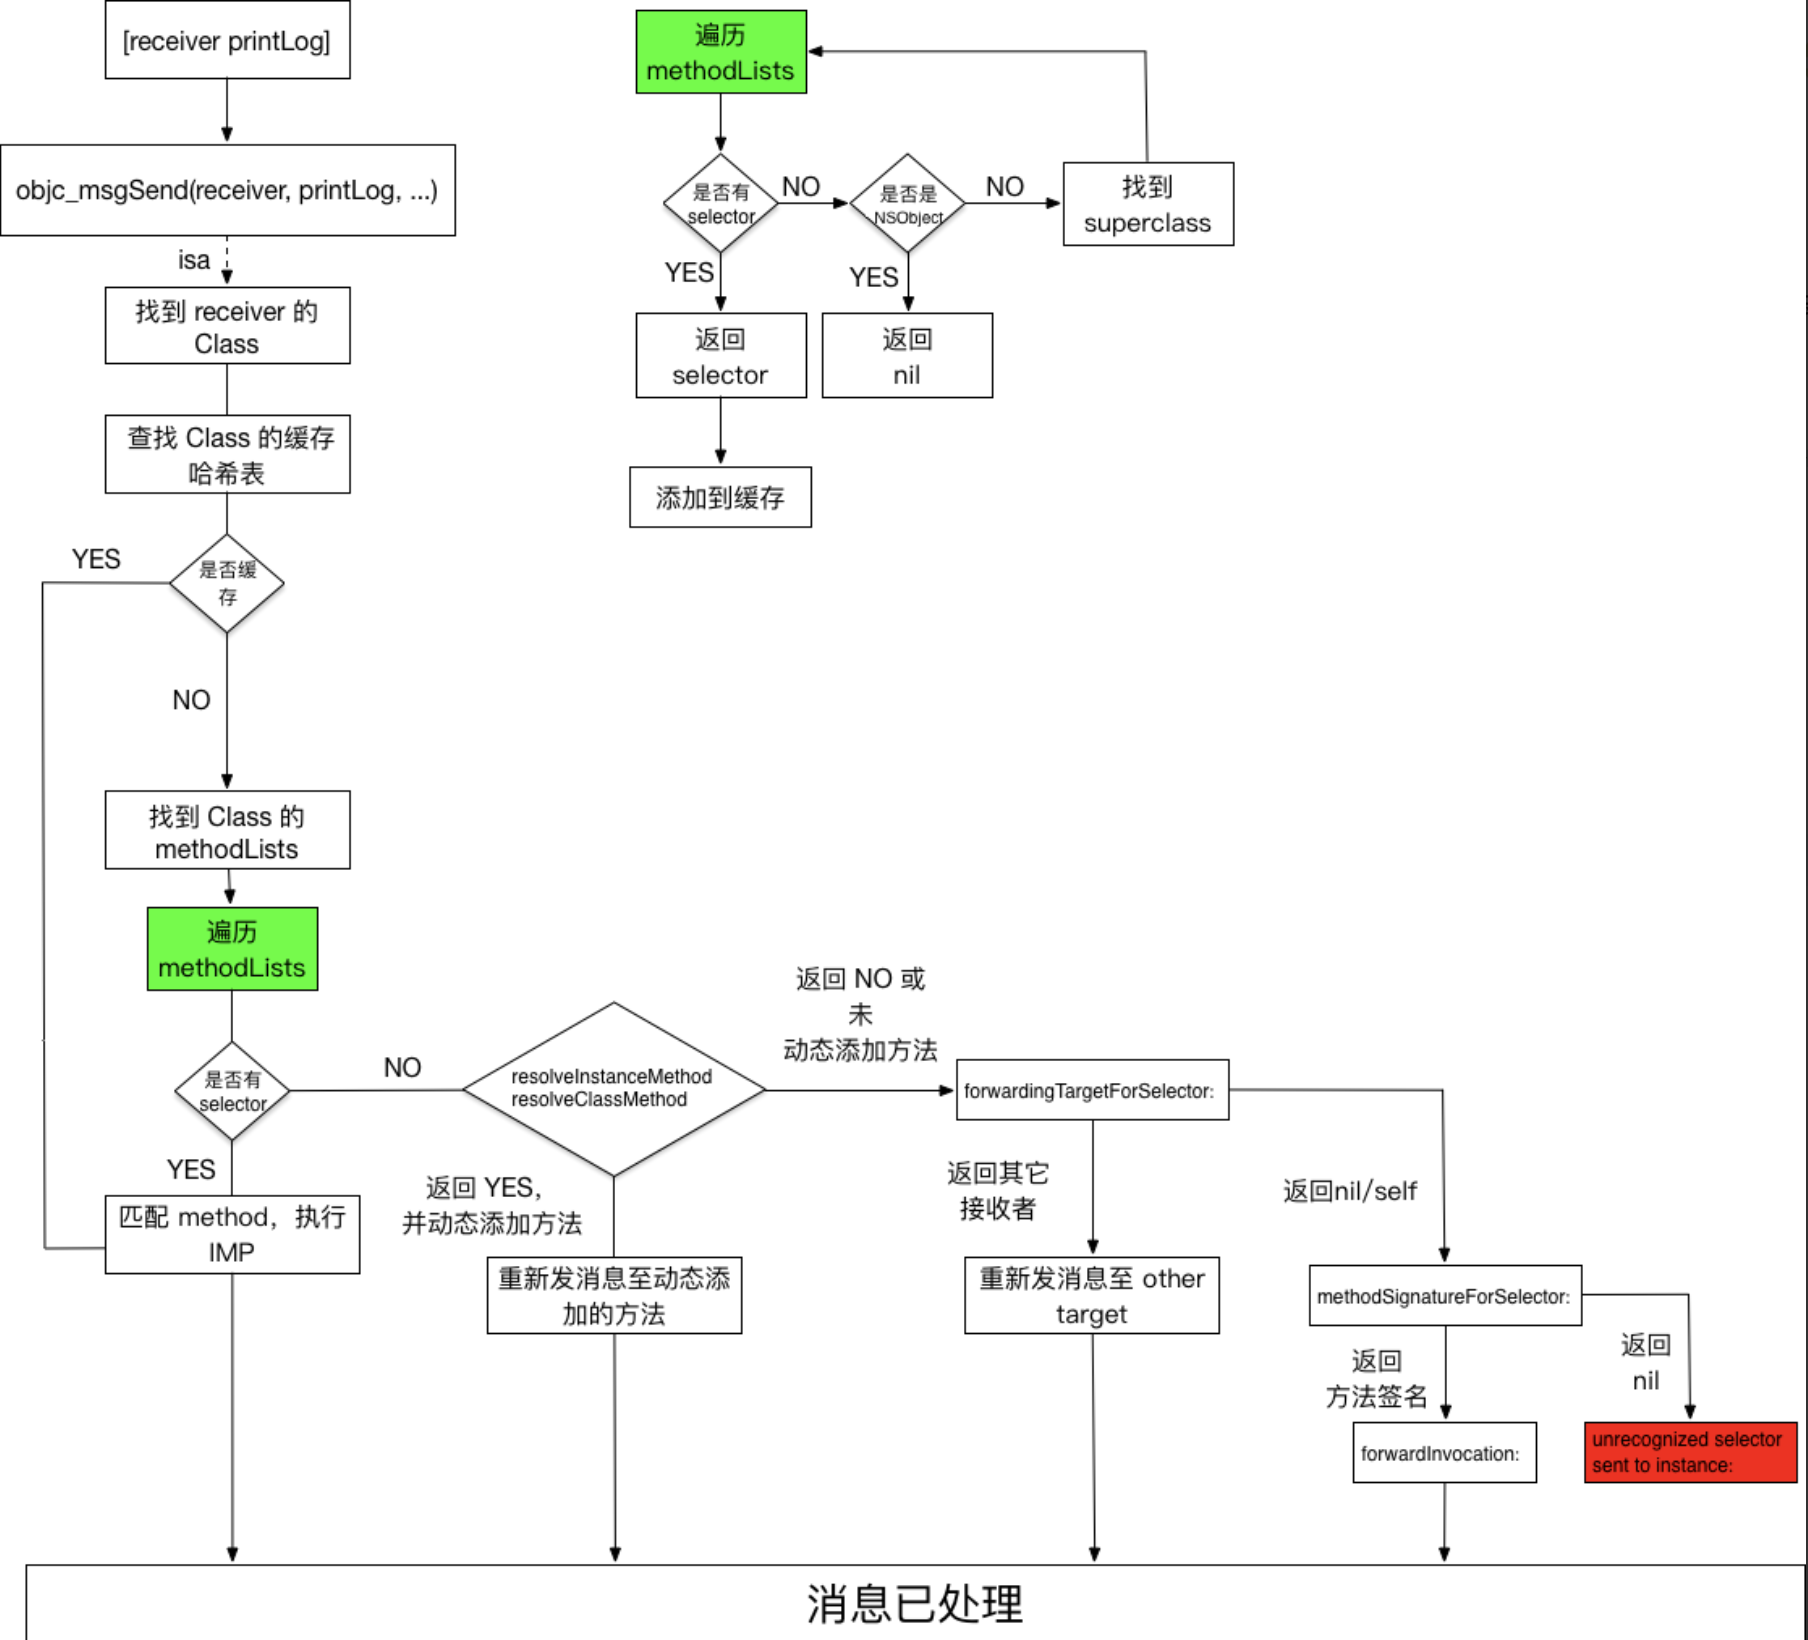 [receiver printLog]
objc_msgSend(receiver, printLog, ...)
isa
找到 receiver 的
Class
查找 Class 的缓存
哈希表
YES
是否缓
存
NO
找到 Class 的
methodLists
遍历
methodLists
是否有
selector
NO
YES
匹配 method，执行
IMP
遍历
methodLists
是否有
selector
NO
是否是
NSObject
NO
找到
superclass
YES
返回
selector
YES
返回
nil
添加到缓存
resolveInstanceMethod
resolveClassMethod
返回 NO 或
未
动态添加方法
返回 YES，
并动态添加方法
重新发消息至动态添
加的方法
forwardingTargetForSelector:
返回其它
接收者
重新发消息至 other
target
返回nil/self
methodSignatureForSelector:
返回
方法签名
返回
nil
forwardInvocation:
unrecognized selector
sent to instance:
消息已处理